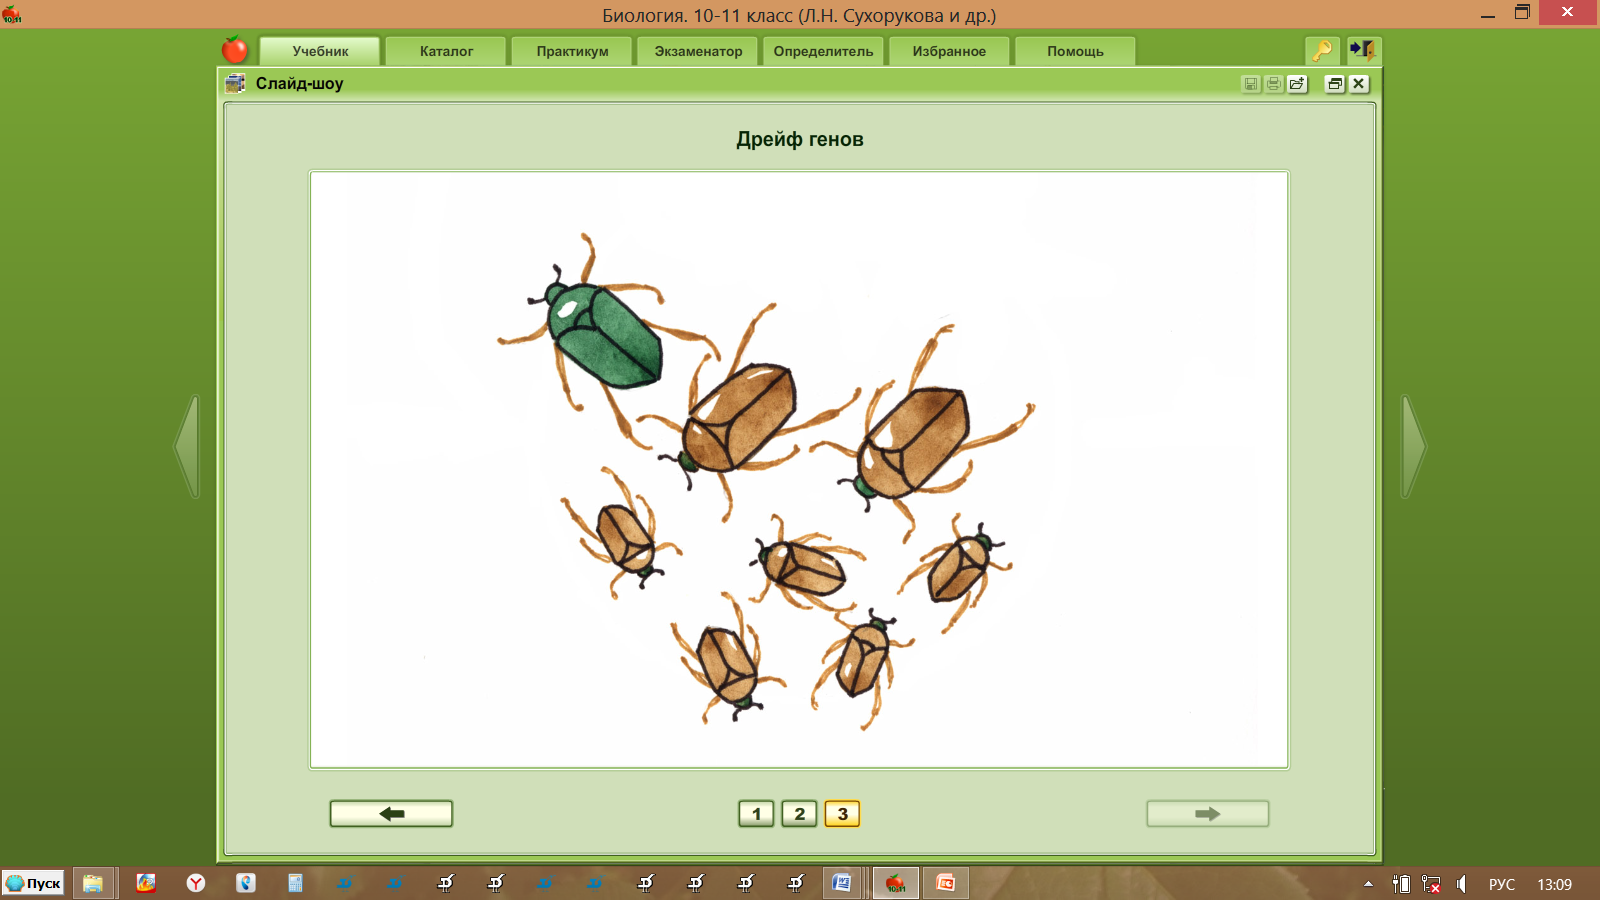 Биология. 10-11 класс (Л.Н. Сухорукова и др.)
Учебник
Каталог
Практикум
Экзаменатор
Определитель
Избранное
Помощь
Слайд-шоу
Дрейф генов
1 2 3
Пуск
РУС 13:09